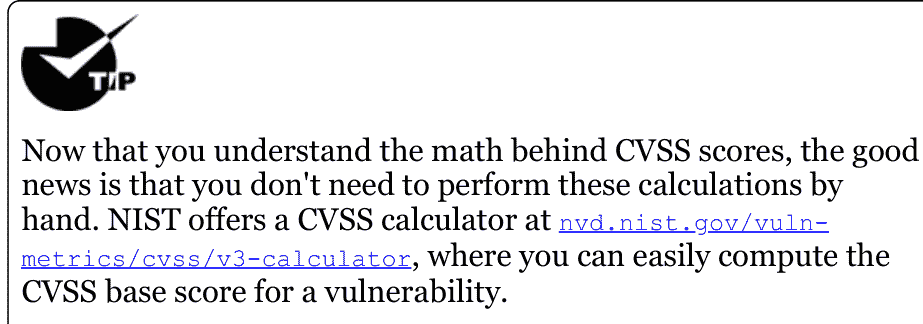 TIP
Now that you understand the math behind CVSS scores, the good
news is that you don't need to perform these calculations by
hand. NIST offers a CVSS calculator at nvd.nist.gov/vuln-
metrics/cvss/v3-calculator, where you can easily compute the
CVSS base score for a vulnerability.